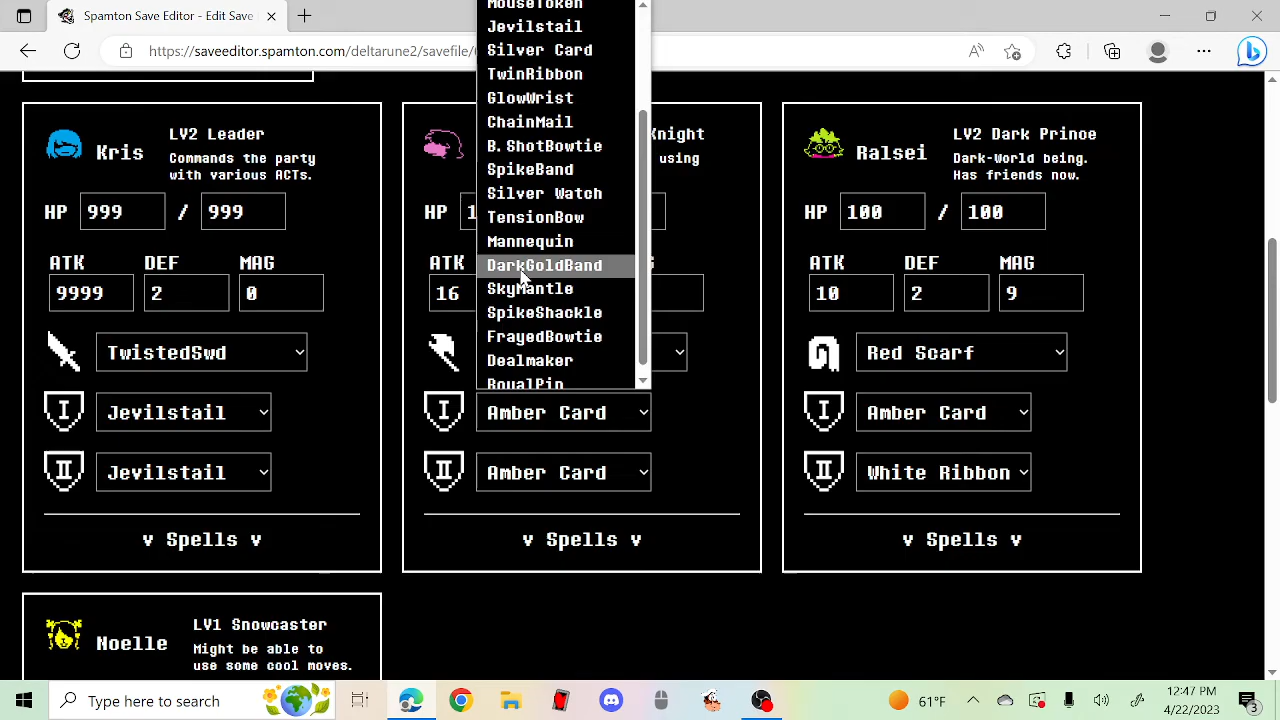 Spamton Save Editor - Edit Save
https://saveeditor.spamton.com/deltarune2/savefile/
MouseToken
Jevilstail
Silver Card
TwinRibbon
GlowWrist
ChainMail
B.ShotBowtie
SpikeBand
Silver Watch
TensionBow
Mannequin
DarkGoldBand
SkyMantle
SpikeShackle
FrayedBowtie
Dealmaker
RoyalPin
Kris
LV2 Leader
Commands the party
with various ACTs.
HP 999 / 999
ATK DEF MAG
9999 2 0
TwistedSwd
I Jevilstail
II Jevilstail
v Spells v
Knight
using
HP 1
ATK
16
I Amber Card
II Amber Card
v Spells v
Ralsei
LV2 Dark Prince
Dark-World being.
Has friends now.
HP 100 / 100
ATK DEF MAG
10 2 9
Red Scarf
I Amber Card
II White Ribbon
v Spells v
Noelle
LV1 Snowcaster
Might be able to
use some cool moves.
Type here to search
61°F
12:47 PM
4/22/2023
3